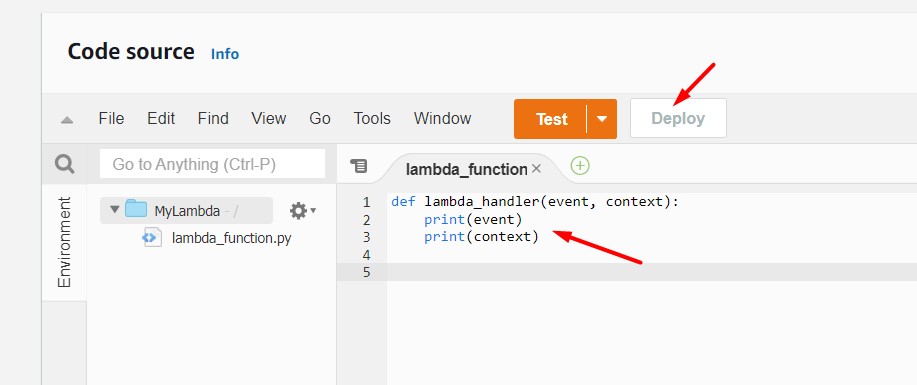 Code source Info
File Edit Find View Go Tools Window Test Deploy
Go to Anything (Ctrl-P)
lambda_function
Environment
MyLambda - /
lambda_function.py
1 def lambda_handler(event, context):
2 print(event)
3 print(context)
4
5